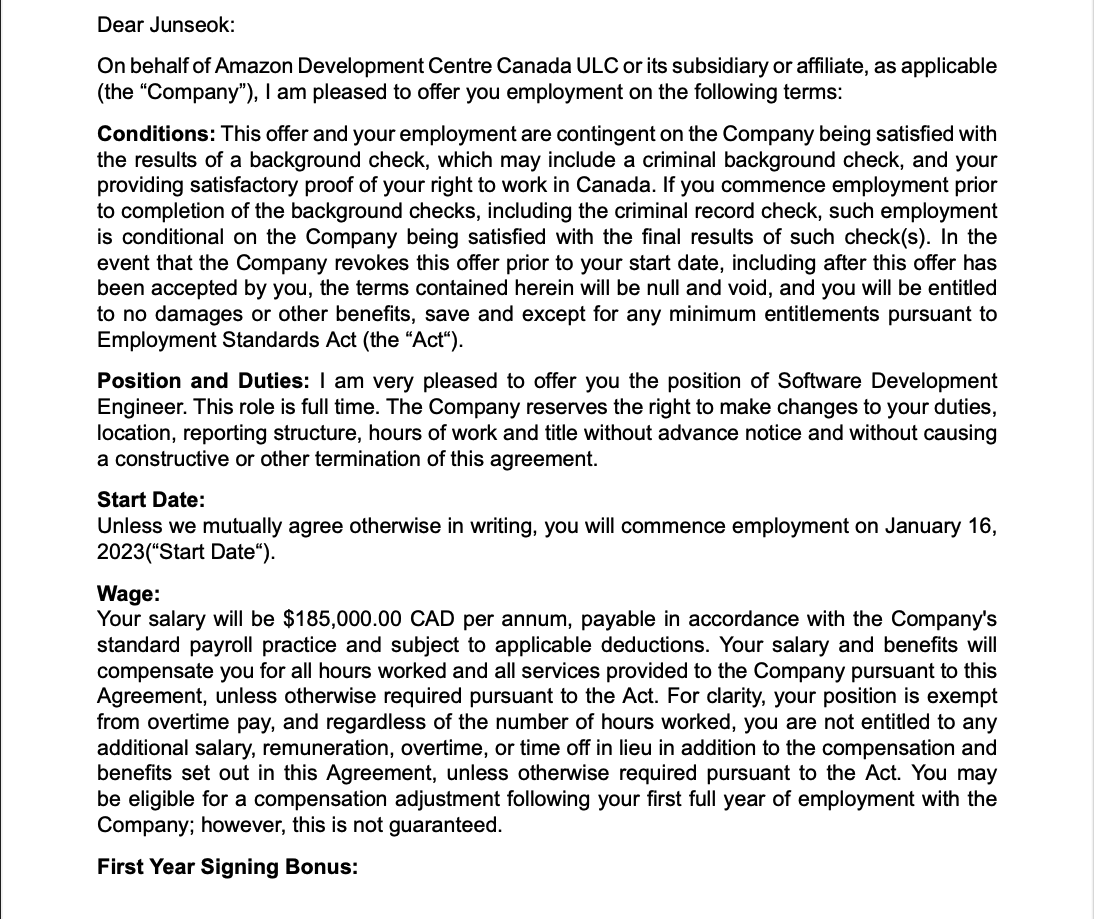 Dear Junseok:
On behalf of Amazon Development Centre Canada ULC or its subsidiary or affiliate, as applicable
(the “Company”), I am pleased to offer you employment on the following terms:
Conditions: This offer and your employment are contingent on the Company being satisfied with
the results of a background check, which may include a criminal background check, and your
providing satisfactory proof of your right to work in Canada. If you commence employment prior
to completion of the background checks, including the criminal record check, such employment
is conditional on the Company being satisfied with the final results of such check(s). In the
event that the Company revokes this offer prior to your start date, including after this offer has
been accepted by you, the terms contained herein will be null and void, and you will be entitled
to no damages or other benefits, save and except for any minimum entitlements pursuant to
Employment Standards Act (the “Act“).
Position and Duties: I am very pleased to offer you the position of Software Development
Engineer. This role is full time. The Company reserves the right to make changes to your duties,
location, reporting structure, hours of work and title without advance notice and without causing
a constructive or other termination of this agreement.
Start Date:
Unless we mutually agree otherwise in writing, you will commence employment on January 16,
2023(“Start Date“).
Wage:
Your salary will be $185,000.00 CAD per annum, payable in accordance with the Company's
standard payroll practice and subject to applicable deductions. Your salary and benefits will
compensate you for all hours worked and all services provided to the Company pursuant to this
Agreement, unless otherwise required pursuant to the Act. For clarity, your position is exempt
from overtime pay, and regardless of the number of hours worked, you are not entitled to any
additional salary, remuneration, overtime, or time off in lieu in addition to the compensation and
benefits set out in this Agreement, unless otherwise required pursuant to the Act. You may
be eligible for a compensation adjustment following your first full year of employment with the
Company; however, this is not guaranteed.
First Year Signing Bonus: